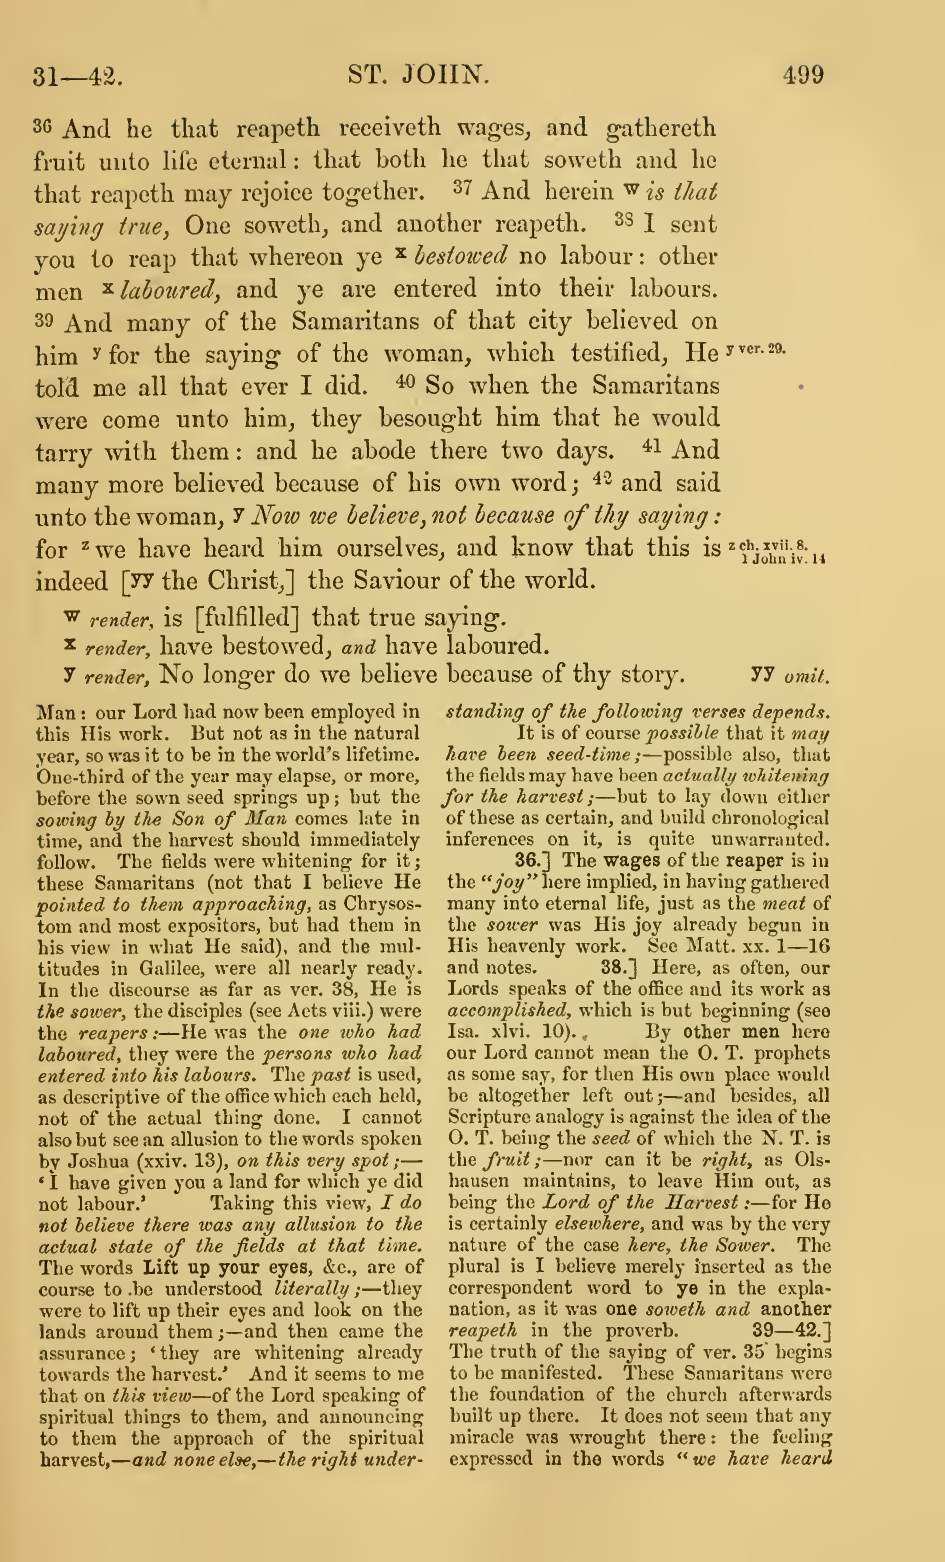 31—42. ST. JOHN. 499
36 And he that reapeth receiveth wages, and gathereth
fruit unto life eternal: that both he that soweth and he
that reapeth may rejoice together. 37 And herein w is that
saying true, One soweth, and another reapeth. 38 I sent
you to reap that whereon ye x bestowed no labour: other
men x laboured, and ye are entered into their labours.
39 And many of the Samaritans of that city believed on
him y for the saying of the woman, which testified, He y ver. 29.
told me all that ever I did. 40 So when the Samaritans
were come unto him, they besought him that he would
tarry with them: and he abode there two days. 41 And
many more believed because of his own word; 42 and said
unto the woman, y Now we believe, not because of thy saying:
for z we have heard him ourselves, and know that this is z ch. xvii. 8.
1 John iv. 14
indeed [yy the Christ,] the Saviour of the world.
w render, is [fulfilled] that true saying.
x render, have bestowed, and have laboured.
y render, No longer do we believe because of thy story. yy omit.
Man: our Lord had now been employed in
this His work. But not as in the natural
year, so was it to be in the world's lifetime.
One-third of the year may elapse, or more,
before the sown seed springs up; but the
sowing by the Son of Man comes late in
time, and the harvest should immediately
follow. The fields were whitening for it;
these Samaritans (not that I believe He
pointed to them approaching, as Chrysos-
tom and most expositors, but had them in
his view in what He said), and the mul-
titudes in Galilee, were all nearly ready.
In the discourse as far as ver. 38, He is
the sower, the disciples (see Acts viii.) were
the reapers:—He was the one who had
laboured, they were the persons who had
entered into his labours. The past is used,
as descriptive of the office which each held,
not of the actual thing done. I cannot
also but see an allusion to the words spoken
by Joshua (xxiv. 13), on this very spot;—
'I have given you a land for which ye did
not labour.' Taking this view, I do
not believe there was any allusion to the
actual state of the fields at that time.
The words Lift up your eyes, &c., are of
course to be understood literally;—they
were to lift up their eyes and look on the
lands around them;—and then came the
assurance; 'they are whitening already
towards the harvest.' And it seems to me
that on this view—of the Lord speaking of
spiritual things to them, and announcing
to them the approach of the spiritual
harvest,—and none else,—the right under-
standing of the following verses depends.
It is of course possible that it may
have been seed-time;—possible also, that
the fields may have been actually whitening
for the harvest;—but to lay down either
of these as certain, and build chronological
inferences on it, is quite unwarranted.
36.] The wages of the reaper is in
the "joy" here implied, in having gathered
many into eternal life, just as the meat of
the sower was His joy already begun in
His heavenly work. See Matt. xx. 1—16
and notes. 38.] Here, as often, our
Lords speaks of the office and its work as
accomplished, which is but beginning (see
Isa. xlvi. 10). By other men here
our Lord cannot mean the O. T. prophets
as some say, for then His own place would
be altogether left out;—and besides, all
Scripture analogy is against the idea of the
O. T. being the seed of which the N. T. is
the fruit;—nor can it be right, as Ols-
hausen maintains, to leave Him out, as
being the Lord of the Harvest:—for He
is certainly elsewhere, and was by the very
nature of the case here, the Sower. The
plural is I believe merely inserted as the
correspondent word to ye in the expla-
nation, as it was one soweth and another
reapeth in the proverb. 39—42.]
The truth of the saying of ver. 35 begins
to be manifested. These Samaritans were
the foundation of the church afterwards
built up there. It does not seem that any
miracle was wrought there: the feeling
expressed in the words "we have heard